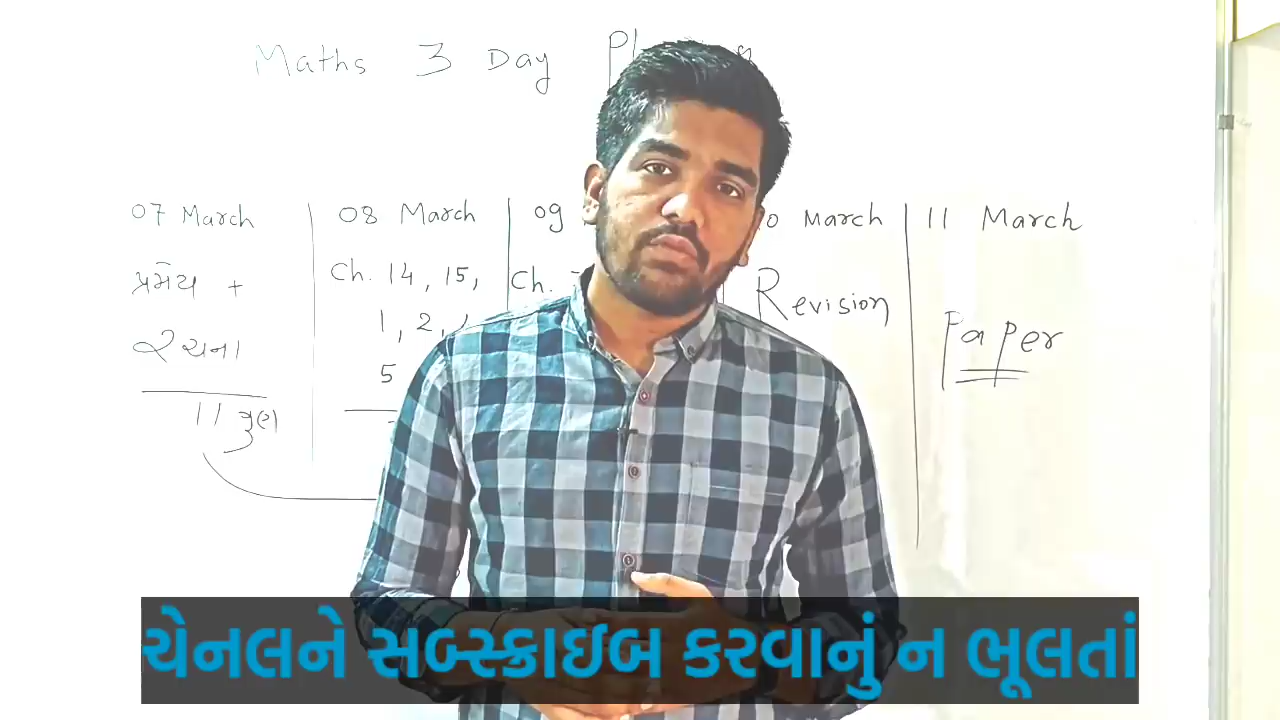 Maths 3 Day
07 March
પ્રમેય +
રચના
11 ગુણ
08 March
Ch. 14, 15,
1, 2,
5
09
Ch.
March
Revision
11 March
Paper
ચેનલને સબ્સ્ક્રાઇબ કરવાનું ન ભૂલતાં